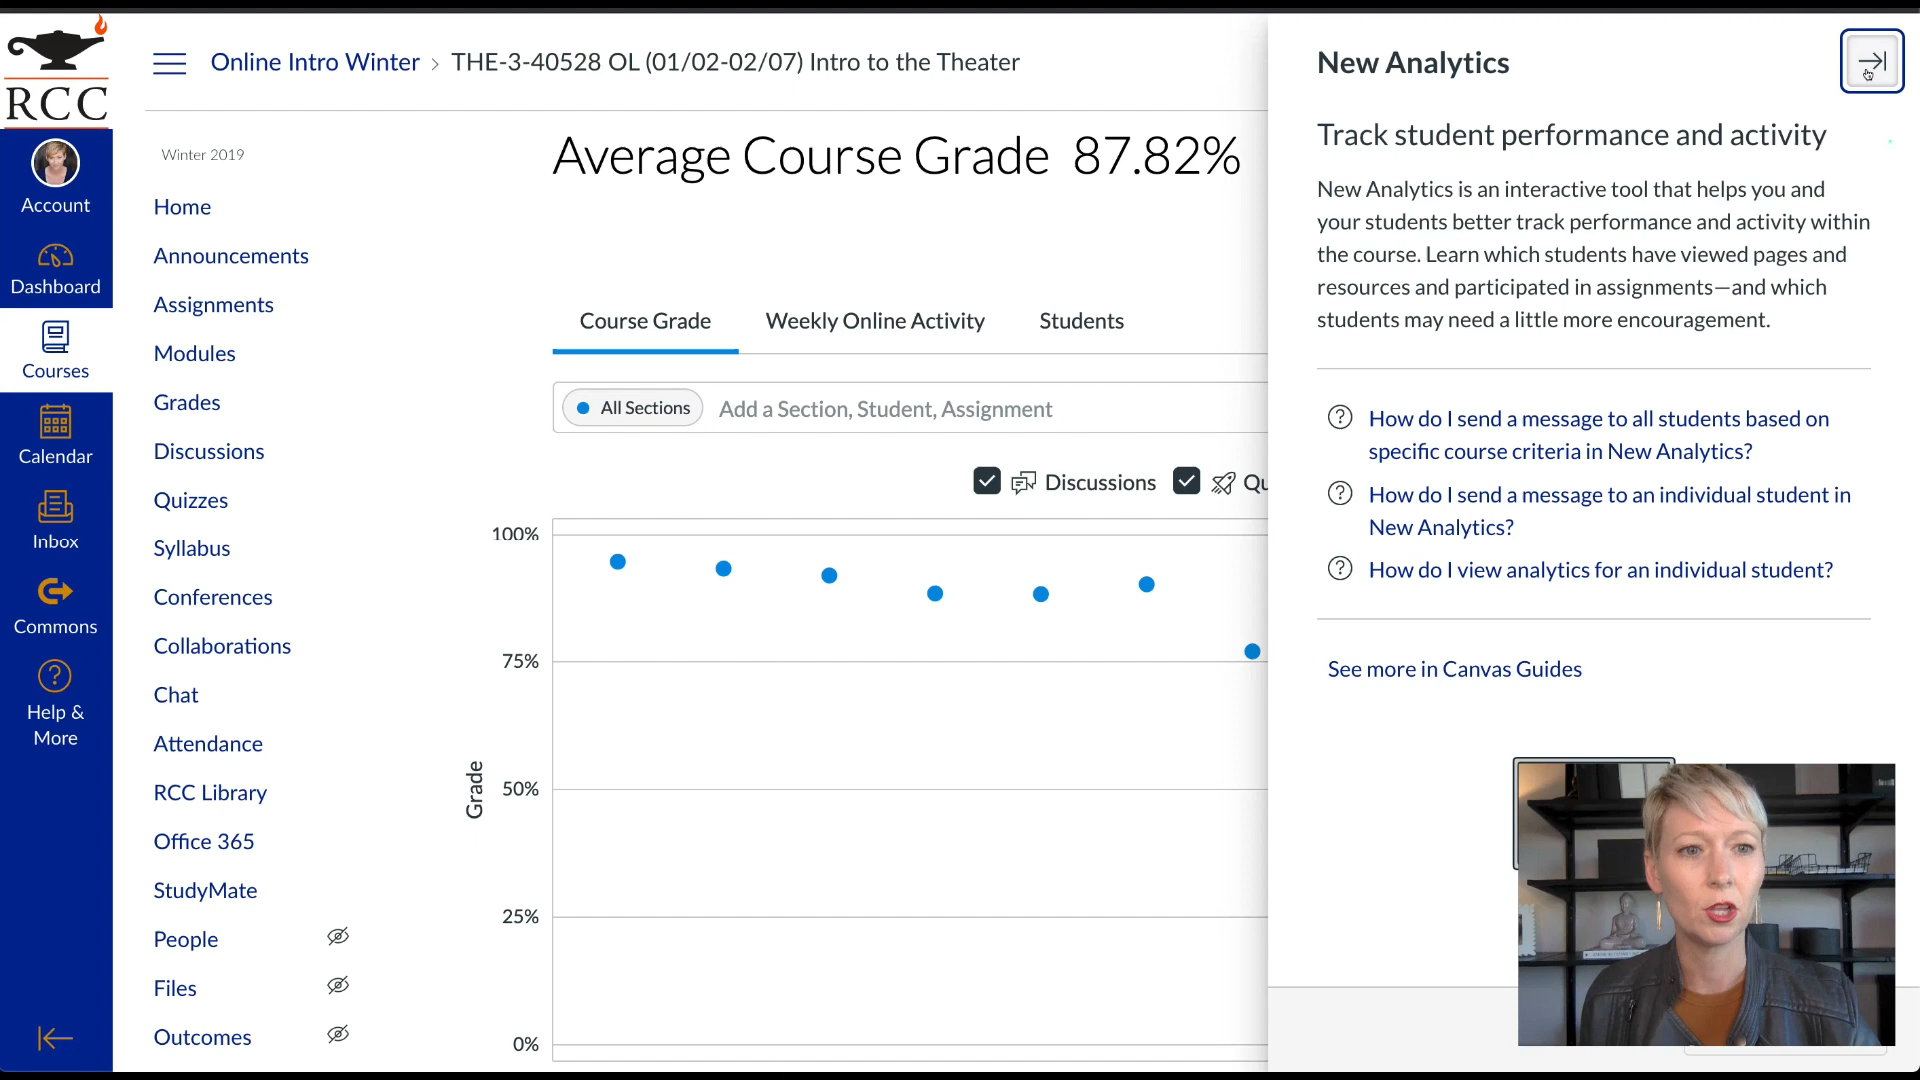 RCC
Account
Dashboard
Courses
Calendar
Inbox
Commons
Help &
More
Online Intro Winter › THE-3-40528 OL (01/02-02/07) Intro to the Theater
Winter 2019
Home
Announcements
Assignments
Modules
Grades
Discussions
Quizzes
Syllabus
Conferences
Collaborations
Chat
Attendance
RCC Library
Office 365
StudyMate
People
Files
Outcomes
Average Course Grade 87.82%
Course Grade Weekly Online Activity Students
All Sections Add a Section, Student, Assignment
Discussions Qu
100%
75%
50%
25%
0%
Grade
New Analytics
Track student performance and activity
New Analytics is an interactive tool that helps you and
your students better track performance and activity within
the course. Learn which students have viewed pages and
resources and participated in assignments—and which
students may need a little more encouragement.
How do I send a message to all students based on
specific course criteria in New Analytics?
How do I send a message to an individual student in
New Analytics?
How do I view analytics for an individual student?
See more in Canvas Guides